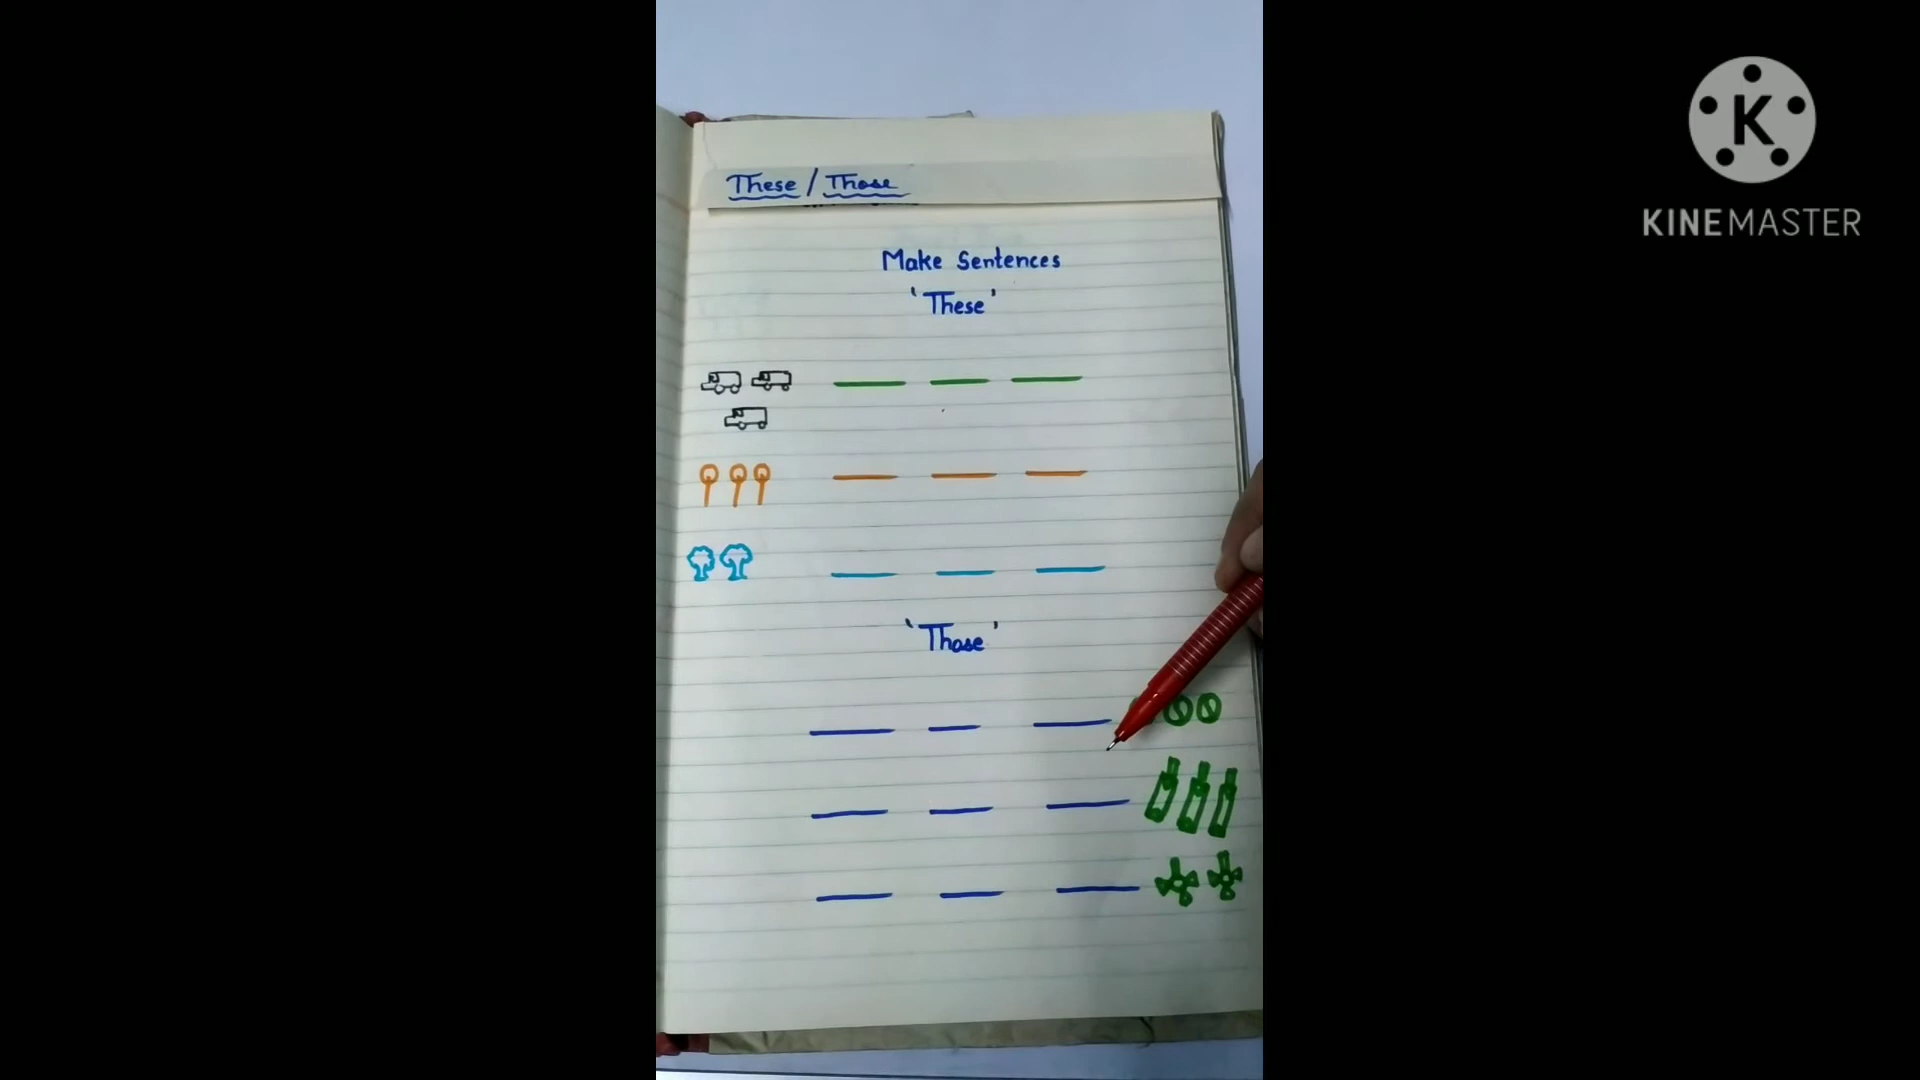 These / Those
Make Sentences
'These'
'Those'
K
KINEMASTER